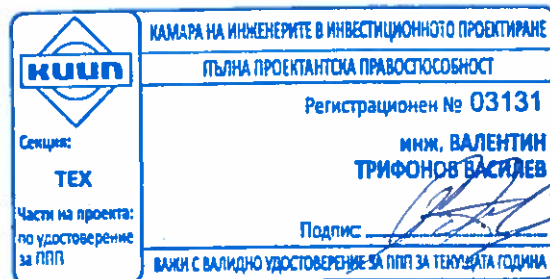 КАМАРА НА ИНЖЕНЕРИТЕ В ИНВЕСТИЦИОННОТО ПРОЕКТИРАНЕ
КИИП
ПЪЛНА ПРОЕКТАНТСКА ПРАВОСПОСОБНОСТ
Регистрационен № 03131
Секция:
ТЕХ
инж. ВАЛЕНТИН
ТРИФОНОВ ВАСИЛЕВ
Части на проекта:
по удостоверение
за ППП
Подпис:
ВАЖИ С ВАЛИДНО УДОСТОВЕРЕНИЕ ЗА ППП ЗА ТЕКУЩАТА ГОДИНА